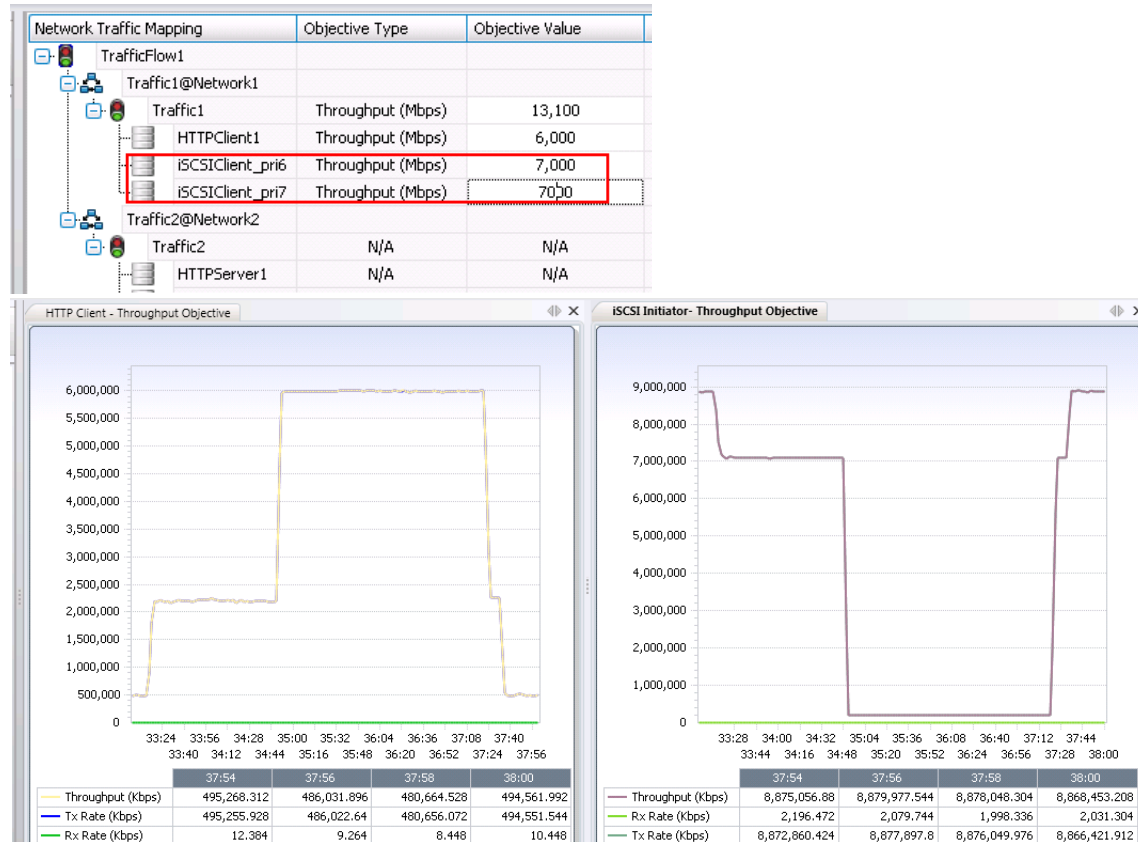 Network Traffic Mapping Objective Type Objective Value
TrafficFlow1
Traffic1@Network1
Traffic1 Throughput (Mbps) 13,100
HTTPClient1 Throughput (Mbps) 6,000
iSCSIClient_pri6 Throughput (Mbps) 7,000
iSCSIClient_pri7 Throughput (Mbps) 7000
Traffic2@Network2
Traffic2 N/A N/A
HTTPServer1 N/A N/A
HTTP Client - Throughput Objective
6,000,000
5,500,000
5,000,000
4,500,000
4,000,000
3,500,000
3,000,000
2,500,000
2,000,000
1,500,000
1,000,000
500,000
0
33:24 33:56 34:28 35:00 35:32 36:04 36:36 37:08 37:40
33:40 34:12 34:44 35:16 35:48 36:20 36:52 37:24 37:56
37:54 37:56 37:58 38:00
Throughput (Kbps) 495,268.312 486,031.896 480,664.528 494,561.992
Tx Rate (Kbps) 495,255.928 486,022.64 480,656.072 494,551.544
Rx Rate (Kbps) 12.384 9.264 8.448 10.448
iSCSI Initiator- Throughput Objective
9,000,000
8,000,000
7,000,000
6,000,000
5,000,000
4,000,000
3,000,000
2,000,000
1,000,000
0
33:28 34:00 34:32 35:04 35:36 36:08 36:40 37:12 37:44
33:44 34:16 34:48 35:20 35:52 36:24 36:56 37:28 38:00
37:54 37:56 37:58 38:00
Throughput (Kbps) 8,875,056.88 8,879,977.544 8,878,048.304 8,868,453.208
Rx Rate (Kbps) 2,196.472 2,079.744 1,998.336 2,031.304
Tx Rate (Kbps) 8,872,860.424 8,877,897.8 8,876,049.976 8,866,421.912